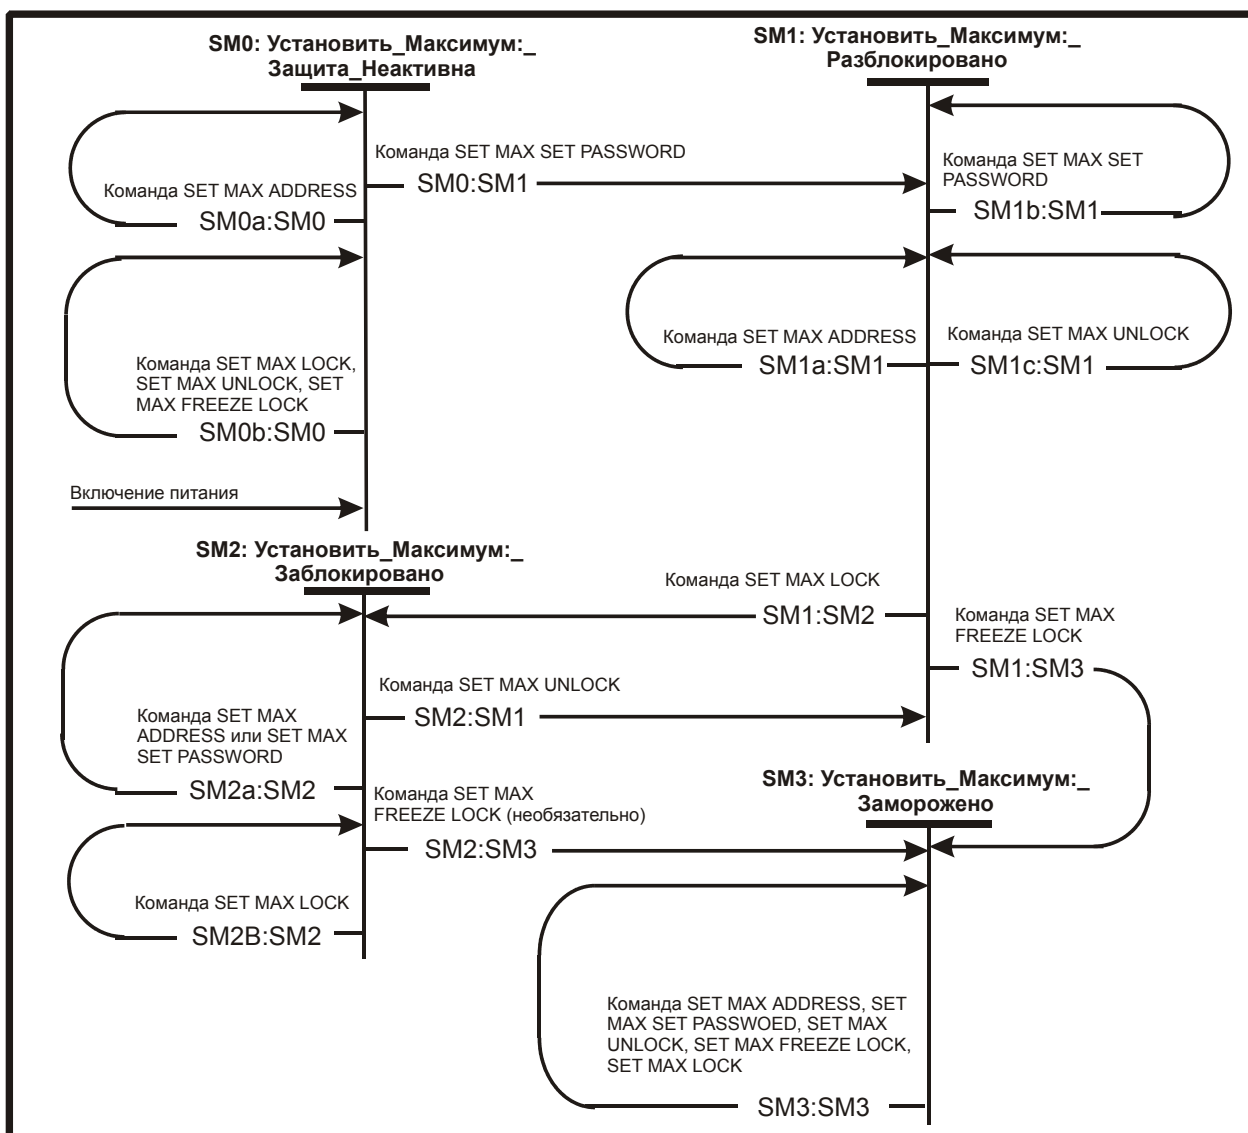 SM0: Установить_Максимум:_
Защита_Неактивна
SM1: Установить_Максимум:_
Разблокировано
Команда SET MAX SET PASSWORD
SM0:SM1
Команда SET MAX ADDRESS
SM0a:SM0
Команда SET MAX SET
PASSWORD
SM1b:SM1
Команда SET MAX LOCK,
SET MAX UNLOCK, SET
MAX FREEZE LOCK
SM0b:SM0
Команда SET MAX ADDRESS
SM1a:SM1
Команда SET MAX UNLOCK
SM1c:SM1
Включение питания
SM2: Установить_Максимум:_
Заблокировано
Команда SET MAX LOCK
SM1:SM2
Команда SET MAX
FREEZE LOCK
SM1:SM3
Команда SET MAX UNLOCK
SM2:SM1
Команда SET MAX
ADDRESS или SET MAX
SET PASSWORD
SM2a:SM2
Команда SET MAX
FREEZE LOCK (необязательно)
SM2:SM3
SM3: Установить_Максимум:_
Заморожено
Команда SET MAX LOCK
SM2B:SM2
Команда SET MAX ADDRESS, SET
MAX SET PASSWOED, SET MAX
UNLOCK, SET MAX FREEZE LOCK,
SET MAX LOCK
SM3:SM3